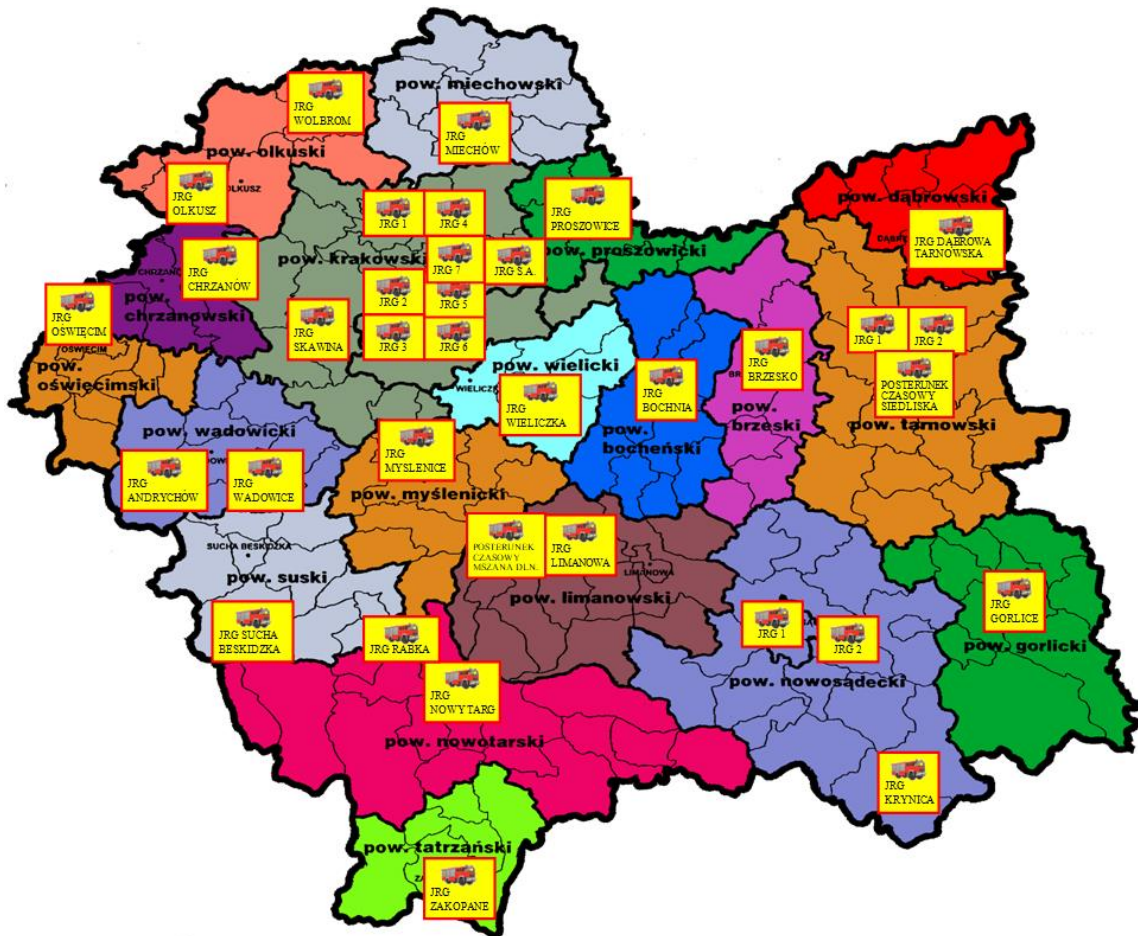 pow. miechowski
JRG
WOLBROM
JRG
MIECHÓW
pow. olkuski
JRG
OLKUSZ
OLKUSZ
JRG 1
JRG 4
JRG
PROSZOWICE
pow. dąbrowski
JRG DĄBROWA
TARNOWSKA
pow. proszowicki
JRG
CHRZANÓW
pow. krakowski
JRG 7
JRG S.A.
pow.
chrzanowski
JRG
OŚWIĘCIM
OŚWIĘCIM
JRG
SKAWINA
JRG 2
JRG 5
JRG 3
JRG 6
JRG 1
JRG 2
POSTERUNEK
CZASOWY
SIEDLISKA
pow. tarnowski
pow.
oświęcimski
pow. wielicki
JRG
WIELICZKA
JRG
BOCHNIA
pow.
bocheński
JRG
BRZESKO
pow.
brzeski
pow. wadowicki
JRG
ANDRYCHÓW
JRG
WADOWICE
JRG
MYŚLENICE
pow. myślenicki
SUCHA BESKIDZKA
pow. suski
JRG SUCHA
BESKIDZKA
POSTERUNEK
CZASOWY
MSZANA DLN.
JRG
LIMANOWA
LIMANOWA
pow. limanowski
JRG
GORLICE
pow. gorlicki
JRG 1
JRG 2
pow. nowosądecki
JRG RABKA
JRG
NOWY TARG
pow. nowotarski
JRG
KRYNICA
pow. tatrzański
JRG
ZAKOPANE